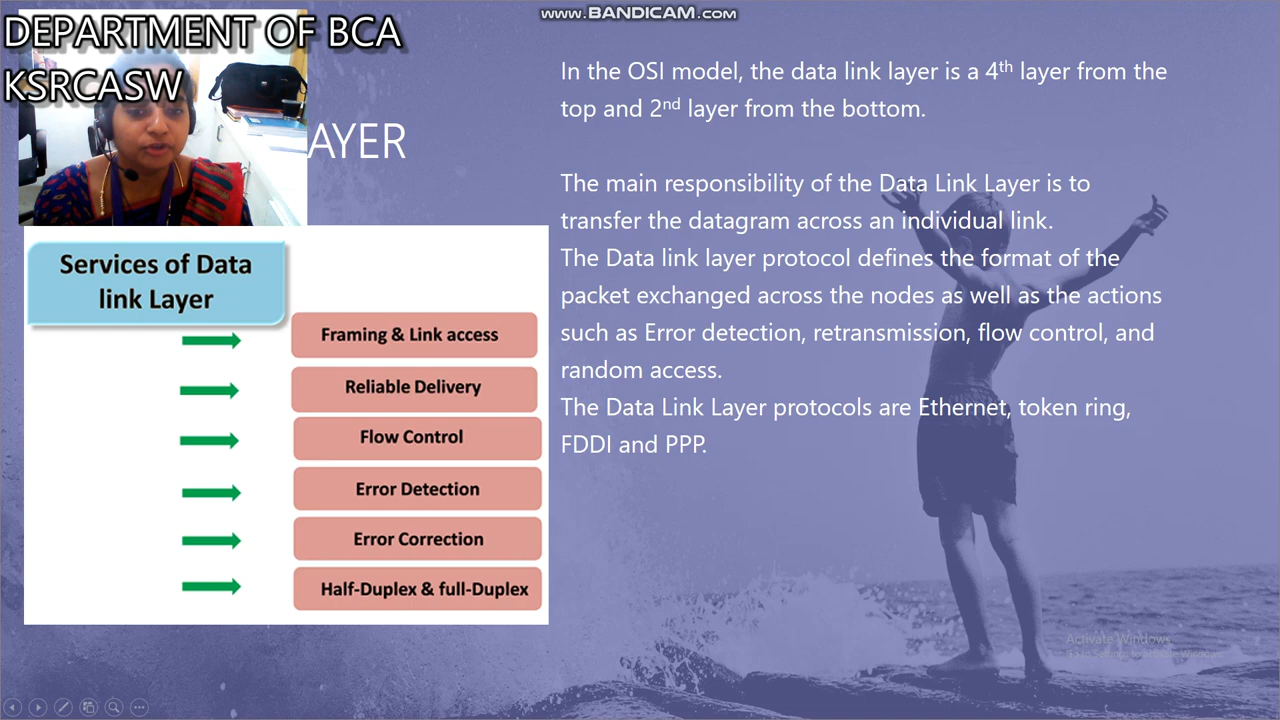 WWW.BANDICAM.COM
DEPARTMENT OF BCA
KSRCASW
AYER
In the OSI model, the data link layer is a 4th layer from the
top and 2nd layer from the bottom.
The main responsibility of the Data Link Layer is to
transfer the datagram across an individual link.
The Data link layer protocol defines the format of the
packet exchanged across the nodes as well as the actions
such as Error detection, retransmission, flow control, and
random access.
The Data Link Layer protocols are Ethernet, token ring,
FDDI and PPP.
Services of Data
link Layer
Framing & Link access
Reliable Delivery
Flow Control
Error Detection
Error Correction
Half-Duplex & full-Duplex
Activate Windows